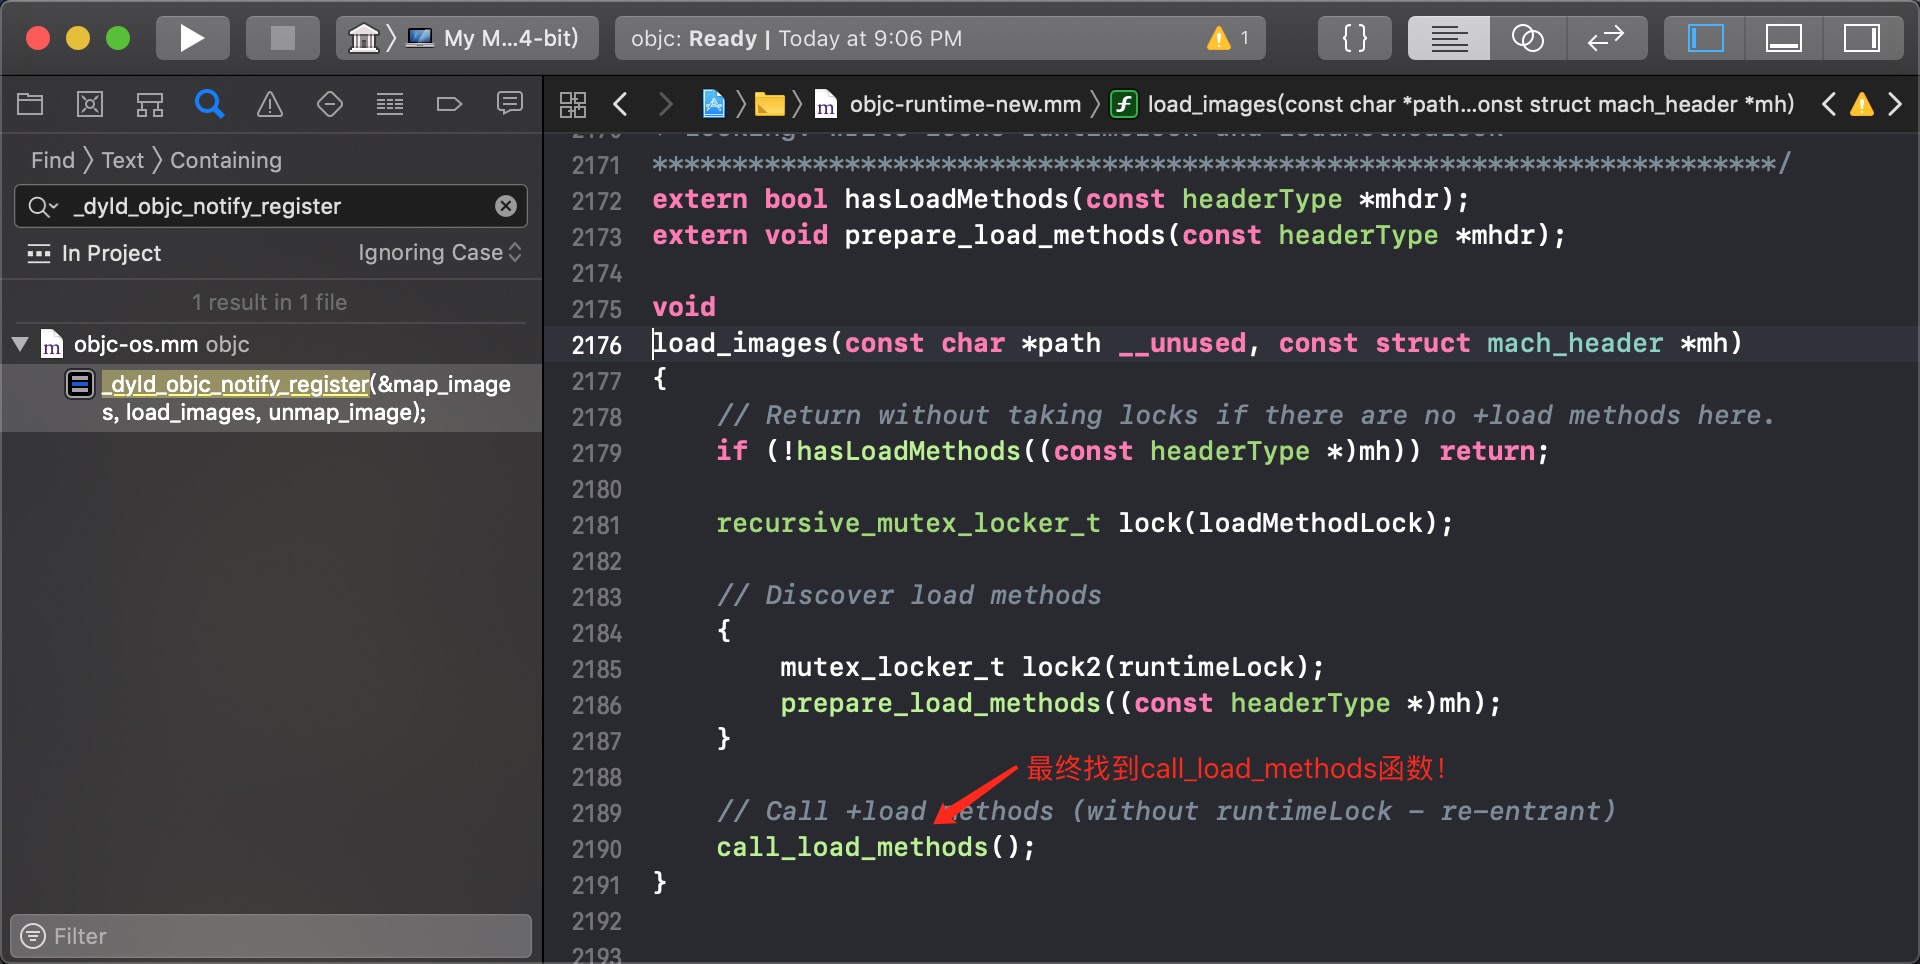 My M...4-bit)
objc: Ready | Today at 9:06 PM
1
{}
objc-runtime-new.mm
load_images(const char *path...onst struct mach_header *mh)
Find
Text
Containing
_dyld_objc_notify_register
In Project
Ignoring Case
1 result in 1 file
objc-os.mm objc
_dyld_objc_notify_register(&map_image
s, load_images, unmap_image);
Filter
2171 ***********************************************************************/
2172 extern bool hasLoadMethods(const headerType *mhdr);
2173 extern void prepare_load_methods(const headerType *mhdr);
2174
2175 void
2176 load_images(const char *path __unused, const struct mach_header *mh)
2177 {
2178 // Return without taking locks if there are no +load methods here.
2179 if (!hasLoadMethods((const headerType *)mh)) return;
2180
2181 recursive_mutex_locker_t lock(loadMethodLock);
2182
2183 // Discover load methods
2184 {
2185 mutex_locker_t lock2(runtimeLock);
2186 prepare_load_methods((const headerType *)mh);
2187 }
最终找到call_load_methods函数!
2188
2189 // Call +load methods (without runtimeLock - re-entrant)
2190 call_load_methods();
2191 }
2192
2193